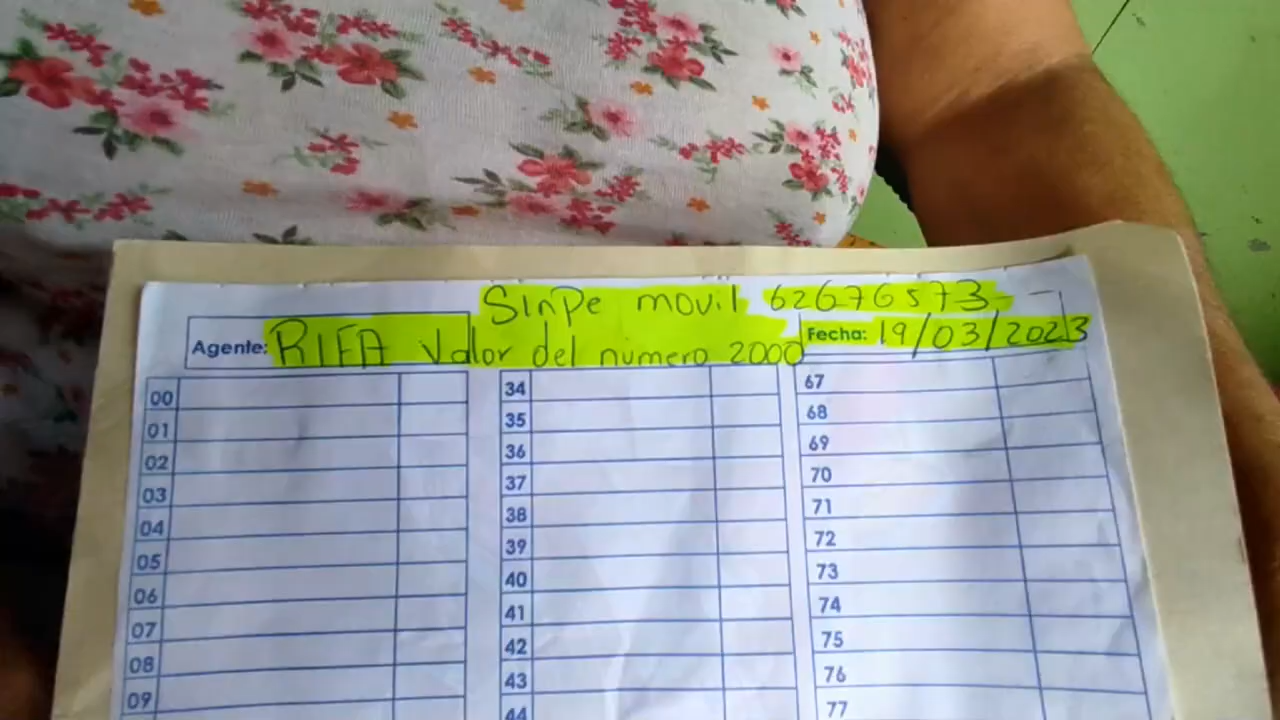 SINPE movil 62676573
Agente: RIFA Valor del numero 2000 Fecha: 19/03/2023
00 34 67
01 35 68
02 36 69
03 37 70
04 38 71
05 39 72
06 40 73
07 41 74
08 42 75
09 43 76
44 77